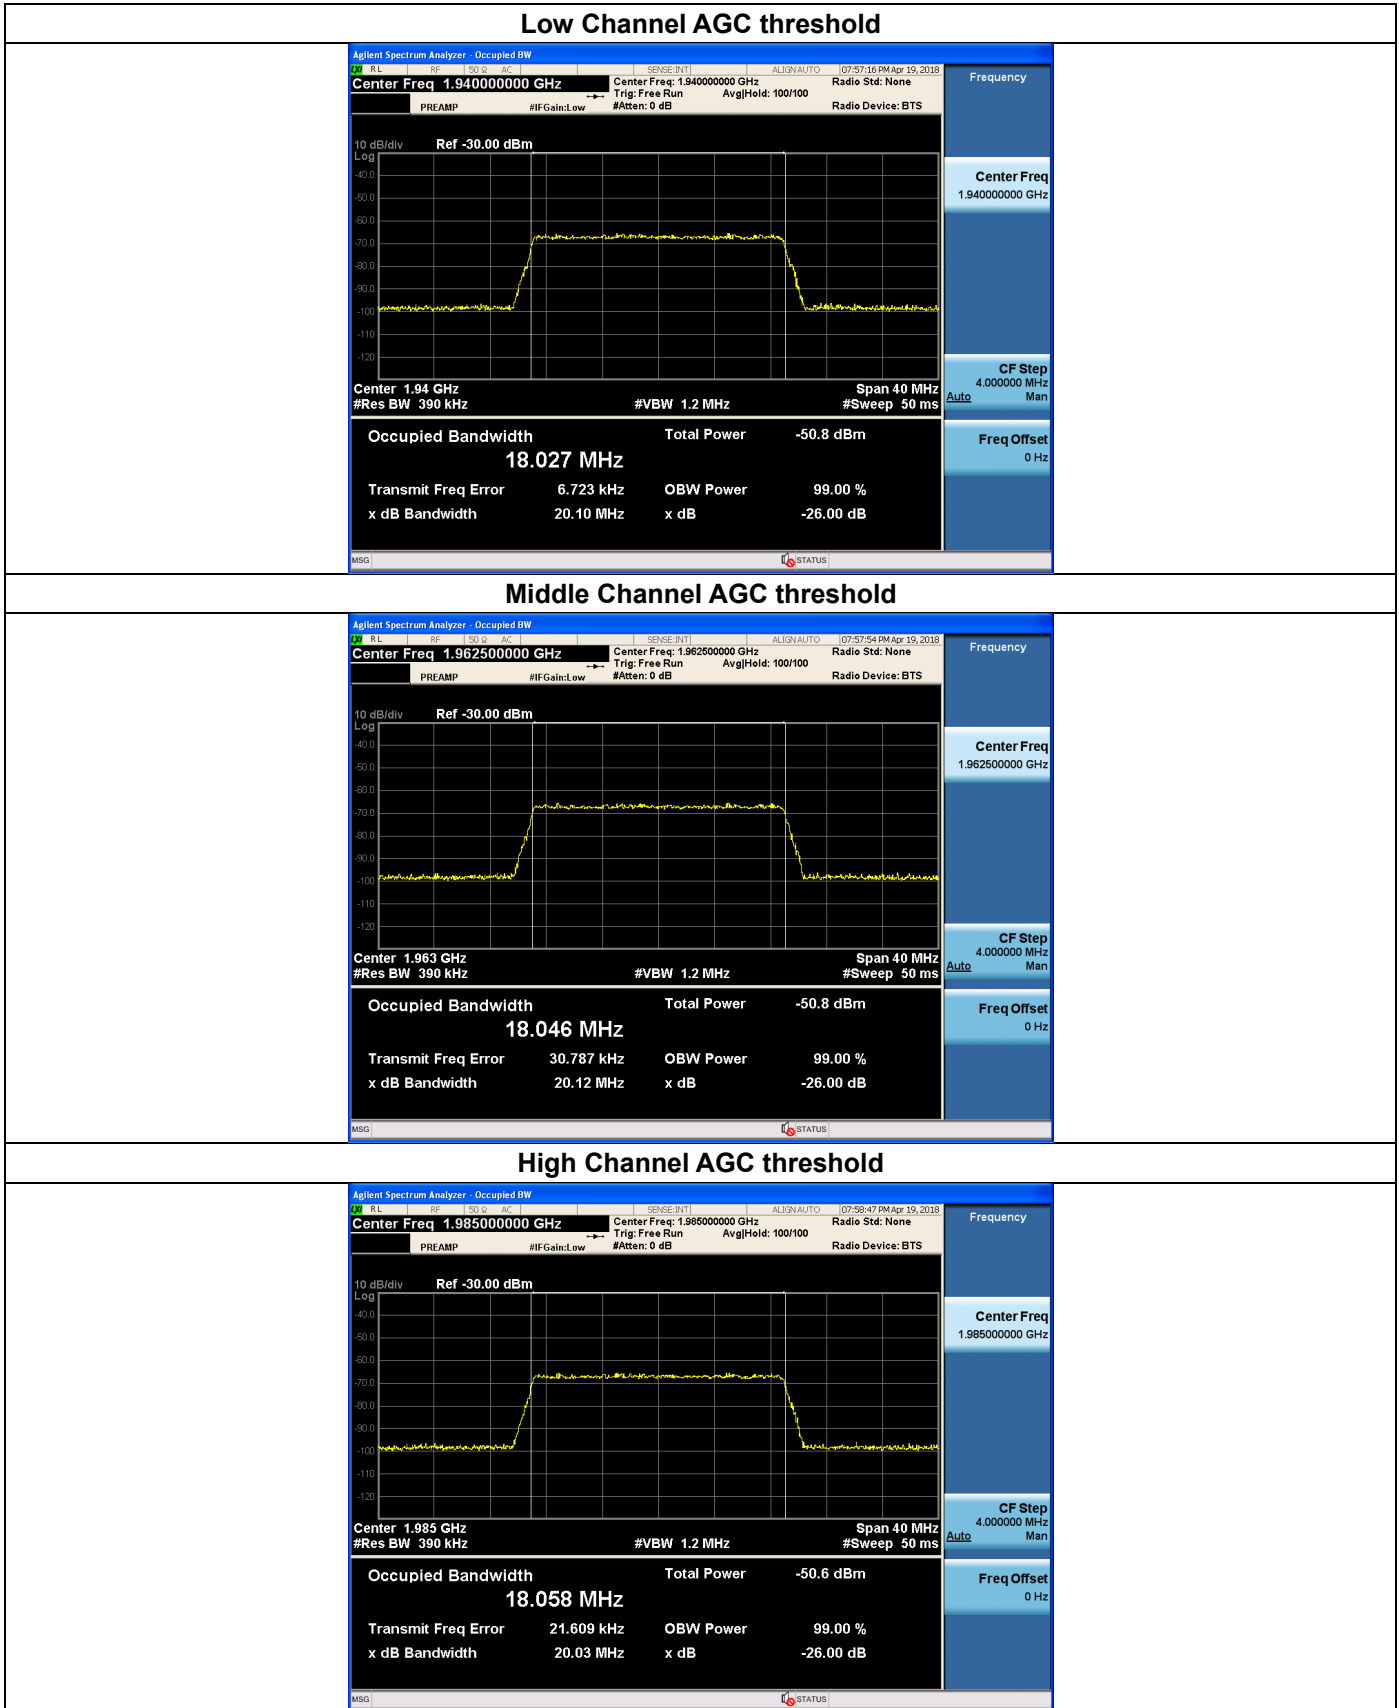 Low Channel AGC threshold
Agilent Spectrum Analyzer - Occupied BW
LXI RL RF 50 Ω AC SENSE:INT ALIGN AUTO 07:57:16 PM Apr 19, 2018
Center Freq 1.940000000 GHz Center Freq: 1.940000000 GHz Radio Std: None
Trig: Free Run Avg|Hold: 100/100
PREAMP #IFGain:Low #Atten: 0 dB Radio Device: BTS
Frequency
10 dB/div Ref -30.00 dBm
Log
-40.0
-50.0
-60.0
-70.0
-80.0
-90.0
-100
-110
-120
Center Freq
1.940000000 GHz
Center 1.94 GHz Span 40 MHz
#Res BW 390 kHz #VBW 1.2 MHz #Sweep 50 ms
CF Step
4.000000 MHz
Auto Man
Occupied Bandwidth Total Power -50.8 dBm
18.027 MHz
Transmit Freq Error 6.723 kHz OBW Power 99.00 %
x dB Bandwidth 20.10 MHz x dB -26.00 dB
Freq Offset
0 Hz
MSG STATUS
Middle Channel AGC threshold
Agilent Spectrum Analyzer - Occupied BW
LXI RL RF 50 Ω AC SENSE:INT ALIGN AUTO 07:57:54 PM Apr 19, 2018
Center Freq 1.962500000 GHz Center Freq: 1.962500000 GHz Radio Std: None
Trig: Free Run Avg|Hold: 100/100
PREAMP #IFGain:Low #Atten: 0 dB Radio Device: BTS
Frequency
10 dB/div Ref -30.00 dBm
Log
-40.0
-50.0
-60.0
-70.0
-80.0
-90.0
-100
-110
-120
Center Freq
1.962500000 GHz
Center 1.963 GHz Span 40 MHz
#Res BW 390 kHz #VBW 1.2 MHz #Sweep 50 ms
CF Step
4.000000 MHz
Auto Man
Occupied Bandwidth Total Power -50.8 dBm
18.046 MHz
Transmit Freq Error 30.787 kHz OBW Power 99.00 %
x dB Bandwidth 20.12 MHz x dB -26.00 dB
Freq Offset
0 Hz
MSG STATUS
High Channel AGC threshold
Agilent Spectrum Analyzer - Occupied BW
LXI RL RF 50 Ω AC SENSE:INT ALIGN AUTO 07:58:47 PM Apr 19, 2018
Center Freq 1.985000000 GHz Center Freq: 1.985000000 GHz Radio Std: None
Trig: Free Run Avg|Hold: 100/100
PREAMP #IFGain:Low #Atten: 0 dB Radio Device: BTS
Frequency
10 dB/div Ref -30.00 dBm
Log
-40.0
-50.0
-60.0
-70.0
-80.0
-90.0
-100
-110
-120
Center Freq
1.985000000 GHz
Center 1.985 GHz Span 40 MHz
#Res BW 390 kHz #VBW 1.2 MHz #Sweep 50 ms
CF Step
4.000000 MHz
Auto Man
Occupied Bandwidth Total Power -50.6 dBm
18.058 MHz
Transmit Freq Error 21.609 kHz OBW Power 99.00 %
x dB Bandwidth 20.03 MHz x dB -26.00 dB
Freq Offset
0 Hz
MSG STATUS